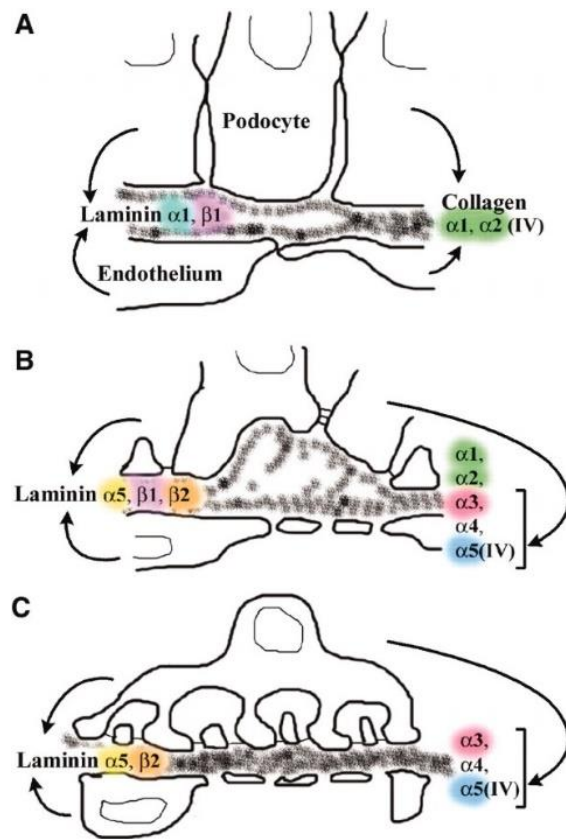 A
Podocyte
Collagen
Laminin α1, β1
α1, α2 (IV)
Endothelium
B
α1,
α2,
Laminin α5, β1, β2
α3,
α4,
α5(IV)
C
α3,
Laminin α5, β2
α4,
α5(IV)